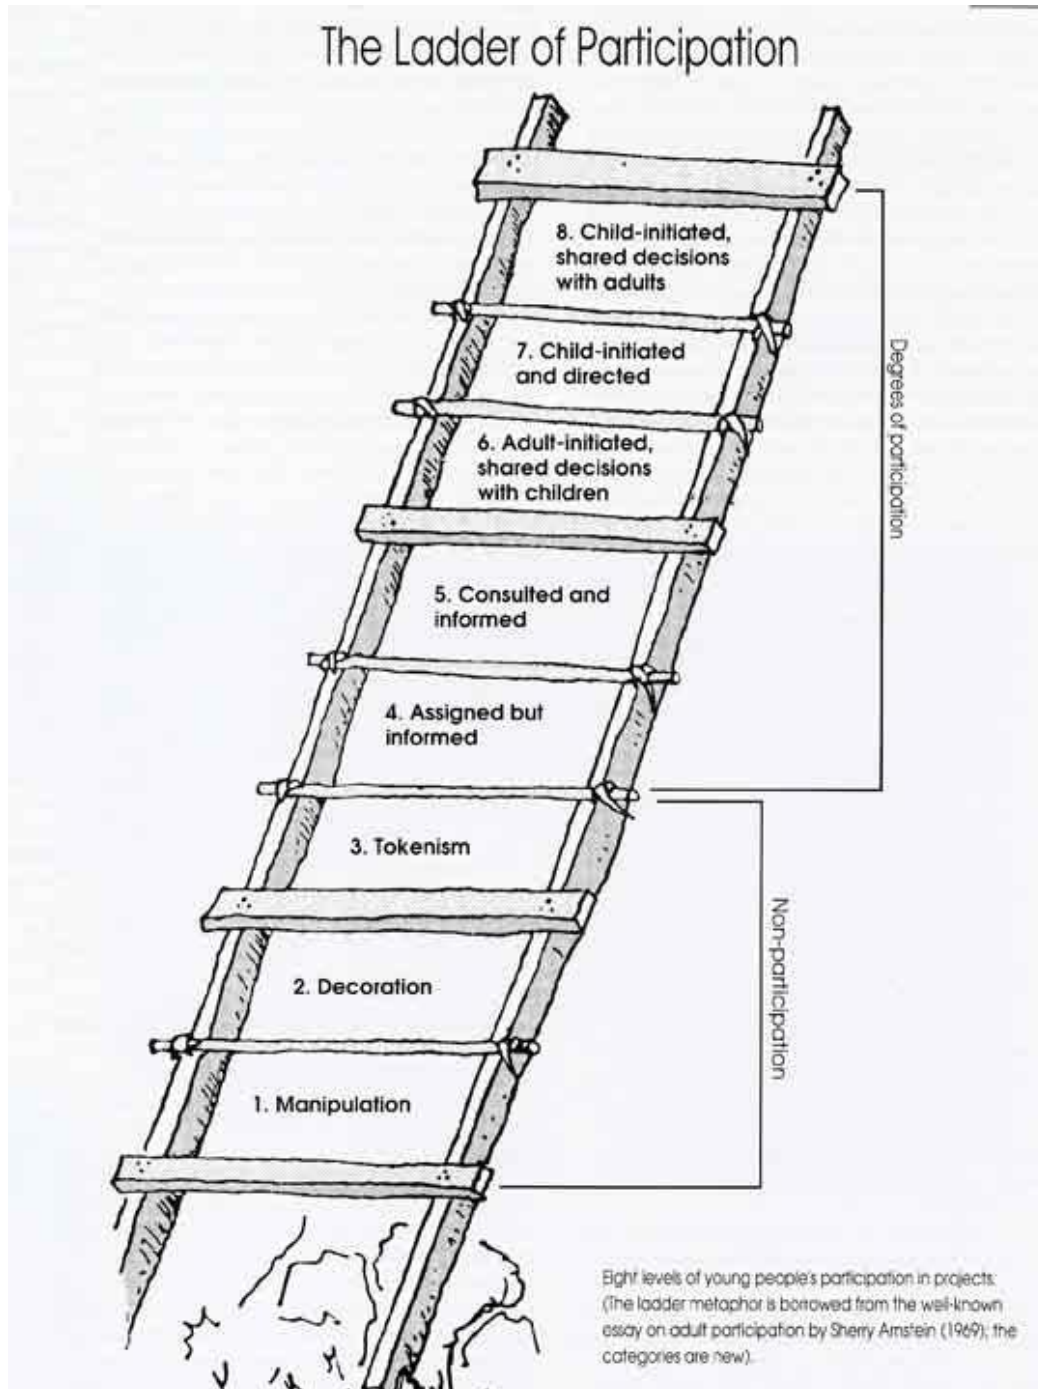 The Ladder of Participation
8. Child-initiated,
shared decisions
with adults
7. Child-initiated
and directed
6. Adult-initiated,
shared decisions
with children
5. Consulted and
informed
4. Assigned but
informed
3. Tokenism
2. Decoration
1. Manipulation
Degrees of participation
Non-participation
Eight levels of young people's participation in projects.
(The ladder metaphor is borrowed from the well-known
essay on adult participation by Sherry Arnstein (1969); the
categories are new).